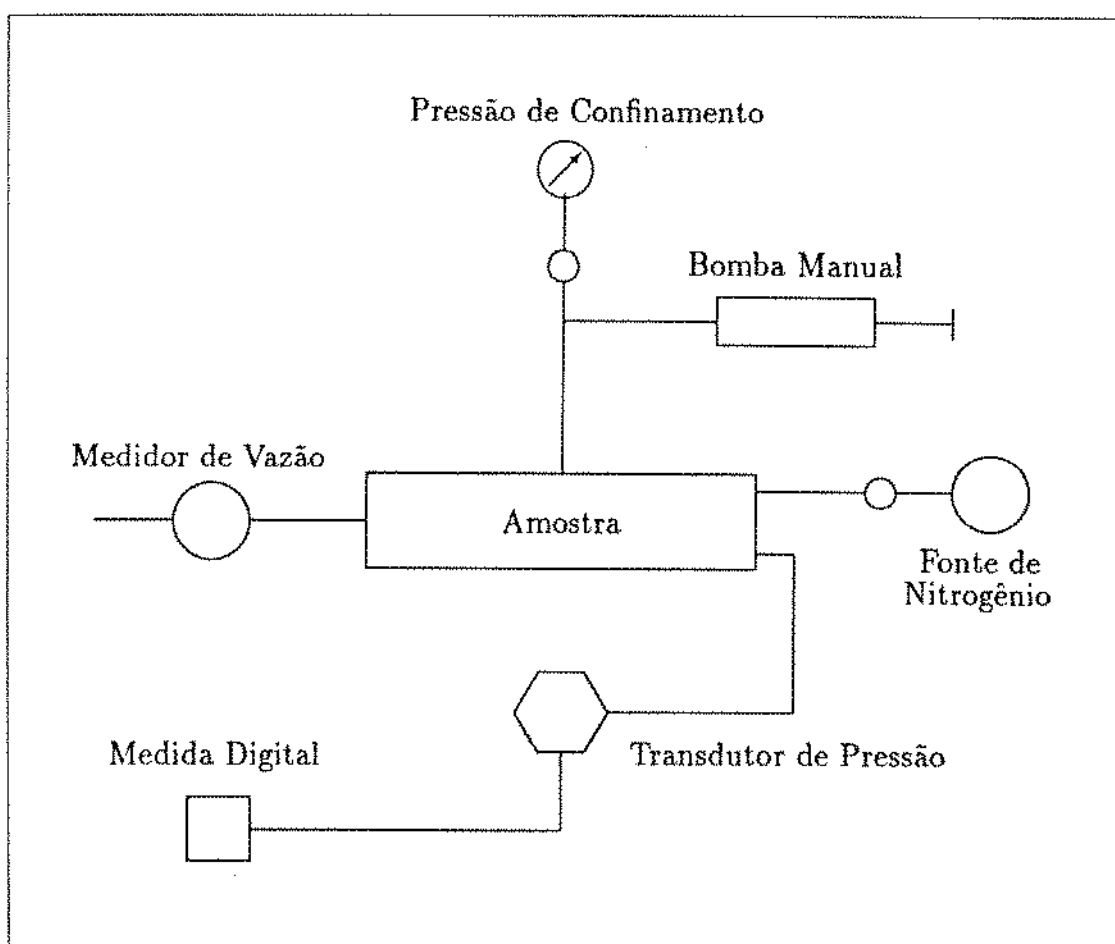 Pressão de Confinamento
Bomba Manual
Medidor de Vazão
Amostra
Fonte de
Nitrogênio
Medida Digital
Transdutor de Pressão